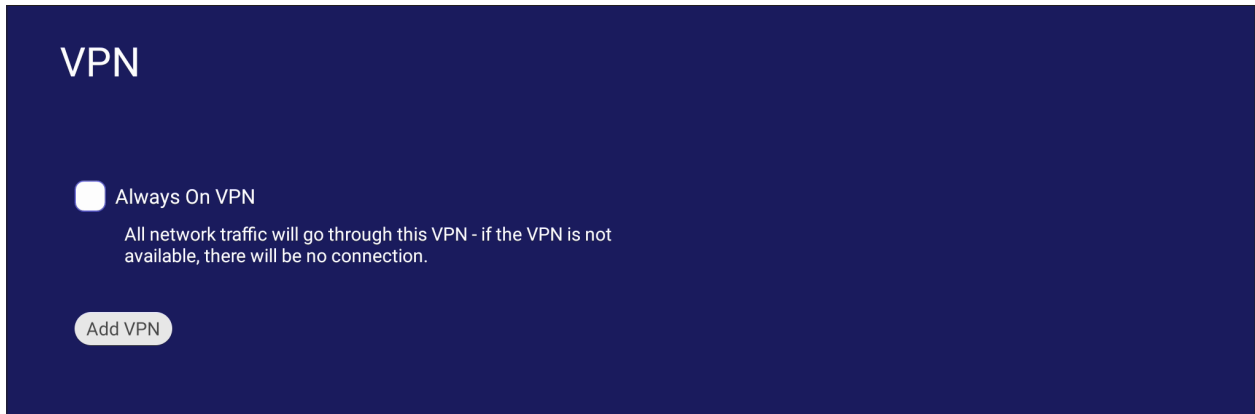 VPN
Always On VPN
All network traffic will go through this VPN - if the VPN is not
available, there will be no connection.
Add VPN